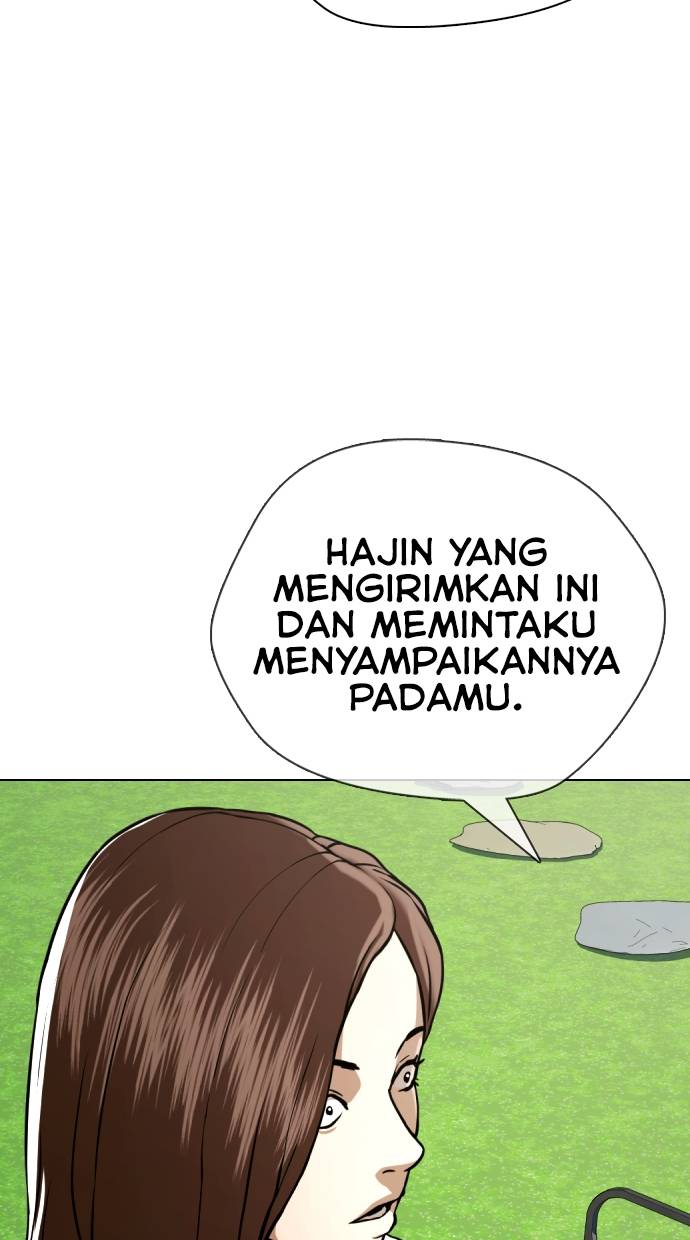 HAJIN YANG
MENGIRIMKAN INI
DAN MEMINTAKU
MENYAMPAIKANNYA
PADAMU.